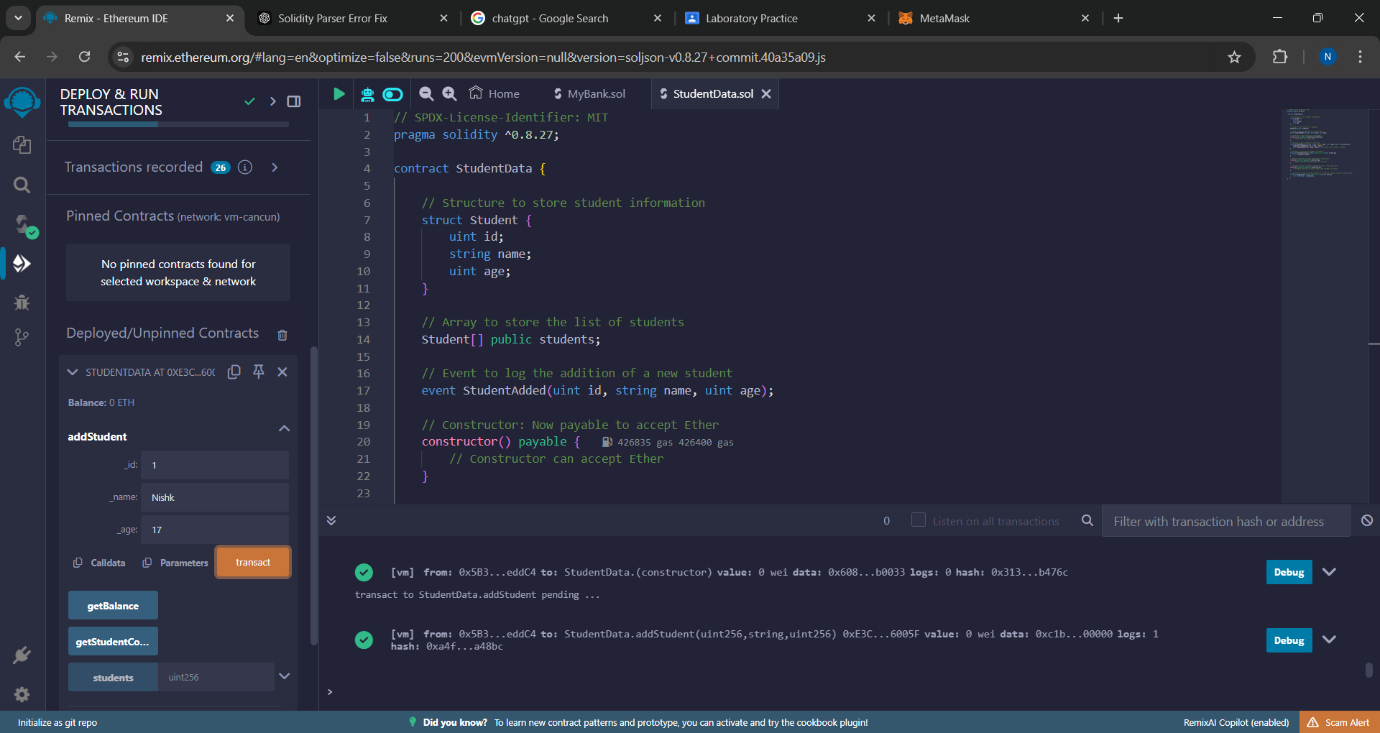 Remix - Ethereum IDE
Solidity Parser Error Fix
chatgpt - Google Search
Laboratory Practice
MetaMask
remix.ethereum.org/#lang=en&optimize=false&runs=200&evmVersion=null&version=soljson-v0.8.27+commit.40a35a09.js
N
DEPLOY & RUN
TRANSACTIONS
Transactions recorded 26 i
Pinned Contracts (network: vm-cancun)
No pinned contracts found for
selected workspace & network
Deployed/Unpinned Contracts
STUDENTDATA AT 0XE3C...60(
Balance: 0 ETH
addStudent
_id: 1
_name: Nishk
_age: 17
Calldata Parameters transact
getBalance
getStudentCo...
students uint256
Home MyBank.sol StudentData.sol
1 // SPDX-License-Identifier: MIT
2 pragma solidity ^0.8.27;
3
4 contract StudentData {
5
6 // Structure to store student information
7 struct Student {
8 uint id;
9 string name;
10 uint age;
11 }
12
13 // Array to store the list of students
14 Student[] public students;
15
16 // Event to log the addition of a new student
17 event StudentAdded(uint id, string name, uint age);
18
19 // Constructor: Now payable to accept Ether
20 constructor() payable { 426835 gas 426400 gas
21 // Constructor can accept Ether
22 }
23
0 Listen on all transactions Filter with transaction hash or address
[vm] from: 0x5B3...eddC4 to: StudentData.(constructor) value: 0 wei data: 0x608...b0033 logs: 0 hash: 0x313...b476c Debug
transact to StudentData.addStudent pending ...
[vm] from: 0x5B3...eddC4 to: StudentData.addStudent(uint256,string,uint256) 0xE3C...6005F value: 0 wei data: 0xc1b...00000 logs: 1 Debug
hash: 0xa4f...a48bc
>
Initialize as git repo
Did you know? To learn new contract patterns and prototype, you can activate and try the cookbook plugin!
RemixAI Copilot (enabled)
Scam Alert